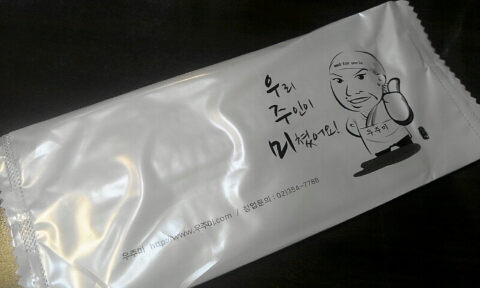 우리
주인이
미쳤어요!
우주미
우주미 http://www.우주미.com / 창업문의 : 02)354-7788